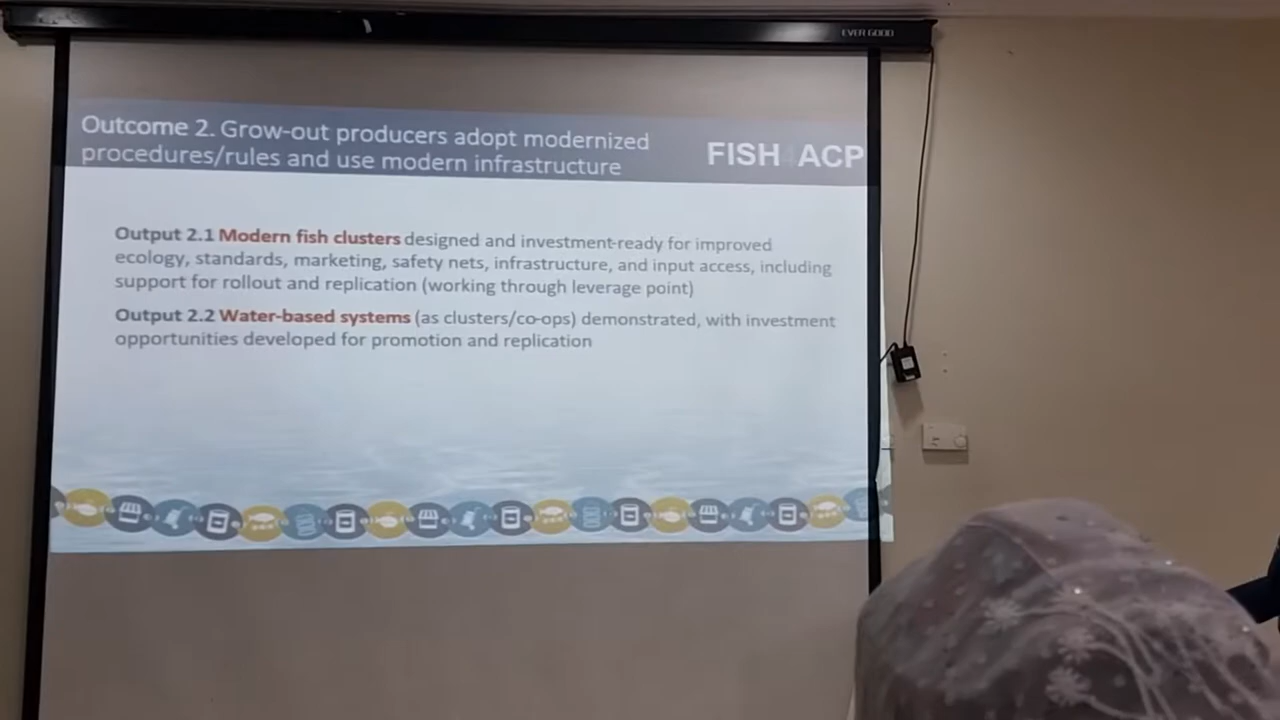 EVER GOOD
Outcome 2. Grow-out producers adopt modernized
procedures/rules and use modern infrastructure
FISH4ACP
Output 2.1 Modern fish clusters designed and investment-ready for improved
ecology, standards, marketing, safety nets, infrastructure, and input access, including
support for rollout and replication (working through leverage point)
Output 2.2 Water-based systems (as clusters/co-ops) demonstrated, with investment
opportunities developed for promotion and replication